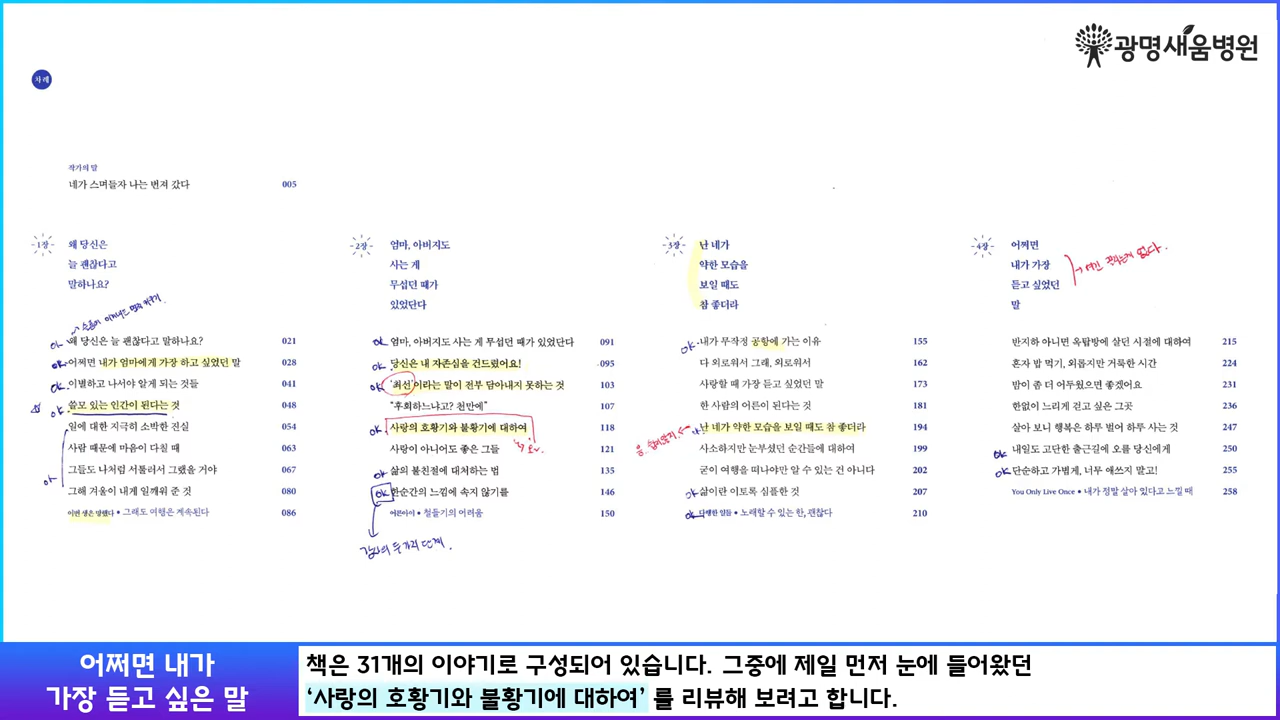 광명새움병원
차례
작가의 말
네가 스며들자 나는 번져 갔다 005
1장
왜 당신은
늘 괜찮다고
말하나요?
왜 당신은 늘 괜찮다고 말하나요? 021
ok 어쩌면 내가 엄마에게 가장 하고 싶었던 말 028
ok 이별하고 나서야 알게 되는 것들 041
ok 쓸모 있는 인간이 된다는 것 048
일에 대한 지극히 소박한 진실 054
사람 때문에 마음이 다칠 때 063
그들도 나처럼 서툴러서 그랬을 거야 067
그해 겨울이 내게 일깨워 준 것 080
이번 생은 망했다 • 그래도 여행은 계속된다 086
2장
엄마, 아버지도
사는 게
무섭던 때가
있었단다
ok 엄마, 아버지도 사는 게 무섭던 때가 있었단다 091
ok 당신은 내 자존심을 건드렸어요! 095
ok ‘최선’이라는 말이 전부 담아내지 못하는 것 103
“후회하느냐고? 천만에” 107
ok 사랑의 호황기와 불황기에 대하여 118
사랑이 아니어도 좋은 그들 121
ok 삶의 불친절에 대처하는 법 135
ok 한순간의 느낌에 속지 않기를 146
어른아이 • 철들기의 어려움 150
감사의 두가지 단계.
3장
난 네가
약한 모습을
보일 때도
참 좋더라
ok 내가 무작정 공항에 가는 이유 155
다 외로워서 그래, 외로워서 162
사랑할 때 가장 듣고 싶었던 말 173
한 사람의 어른이 된다는 것 181
난 네가 약한 모습을 보일 때도 참 좋더라 194
사소하지만 눈부셨던 순간들에 대하여 199
굳이 여행을 떠나야만 알 수 있는 건 아니다 202
ok 삶이란 이토록 심플한 것 207
ok 다행한 일들 • 노래할 수 있는 한, 괜찮다 210
4장
어쩌면
내가 가장
듣고 싶었던
말
반지하 아니면 옥탑방에 살던 시절에 대하여 215
혼자 밥 먹기, 외롭지만 거룩한 시간 224
밤이 좀 더 어두웠으면 좋겠어요 231
한없이 느리게 걷고 싶은 그곳 236
살아 보니 행복은 하루 벌어 하루 사는 것 247
ok 내일도 고단한 출근길에 오를 당신에게 250
ok 단순하고 가볍게, 너무 애쓰지 말고! 255
You Only Live Once • 내가 정말 살아 있다고 느낄 때 258
어쩌면 내가
가장 듣고 싶은 말
책은 31개의 이야기로 구성되어 있습니다. 그중에 제일 먼저 눈에 들어왔던
‘사랑의 호황기와 불황기에 대하여’ 를 리뷰해 보려고 합니다.